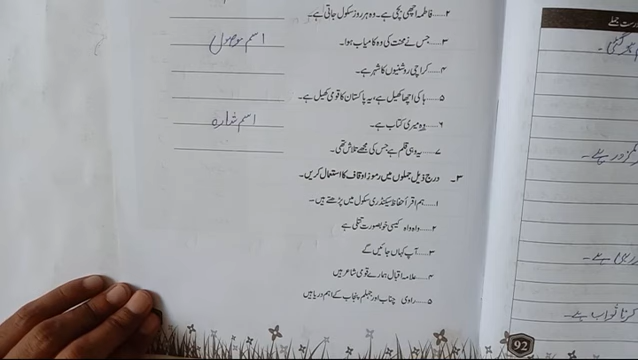 ۲..... فاطمہ اچھی بچی ہے۔ وہ ہر روز سکول جاتی ہے۔
۳..... جس نے محنت کی وہ کامیاب ہوا۔ اسم موصول
۴..... کراچی روشنیوں کا شہر ہے۔
۵..... ہاکی اچھا کھیل ہے، یہ پاکستان کا قومی کھیل ہے۔
۶..... وہ میری کتاب ہے۔ اسم اشارہ
۷..... یہ وہی قلم ہے جس کی مجھے تلاش تھی۔
۳۔ درج ذیل جملوں میں رموز اوقاف کا استعمال کریں۔
۱..... ہم اقرأ حفاظ سیکنڈری سکول میں پڑھتے ہیں۔
۲..... واہ واہ کیسی خوبصورت تتلی ہے
۳..... آپ کہاں جائیں گے
۴..... علامہ اقبال ہمارے قومی شاعر ہیں
۵..... راوی چناب اور جہلم پنجاب کے اہم دریا ہیں
92